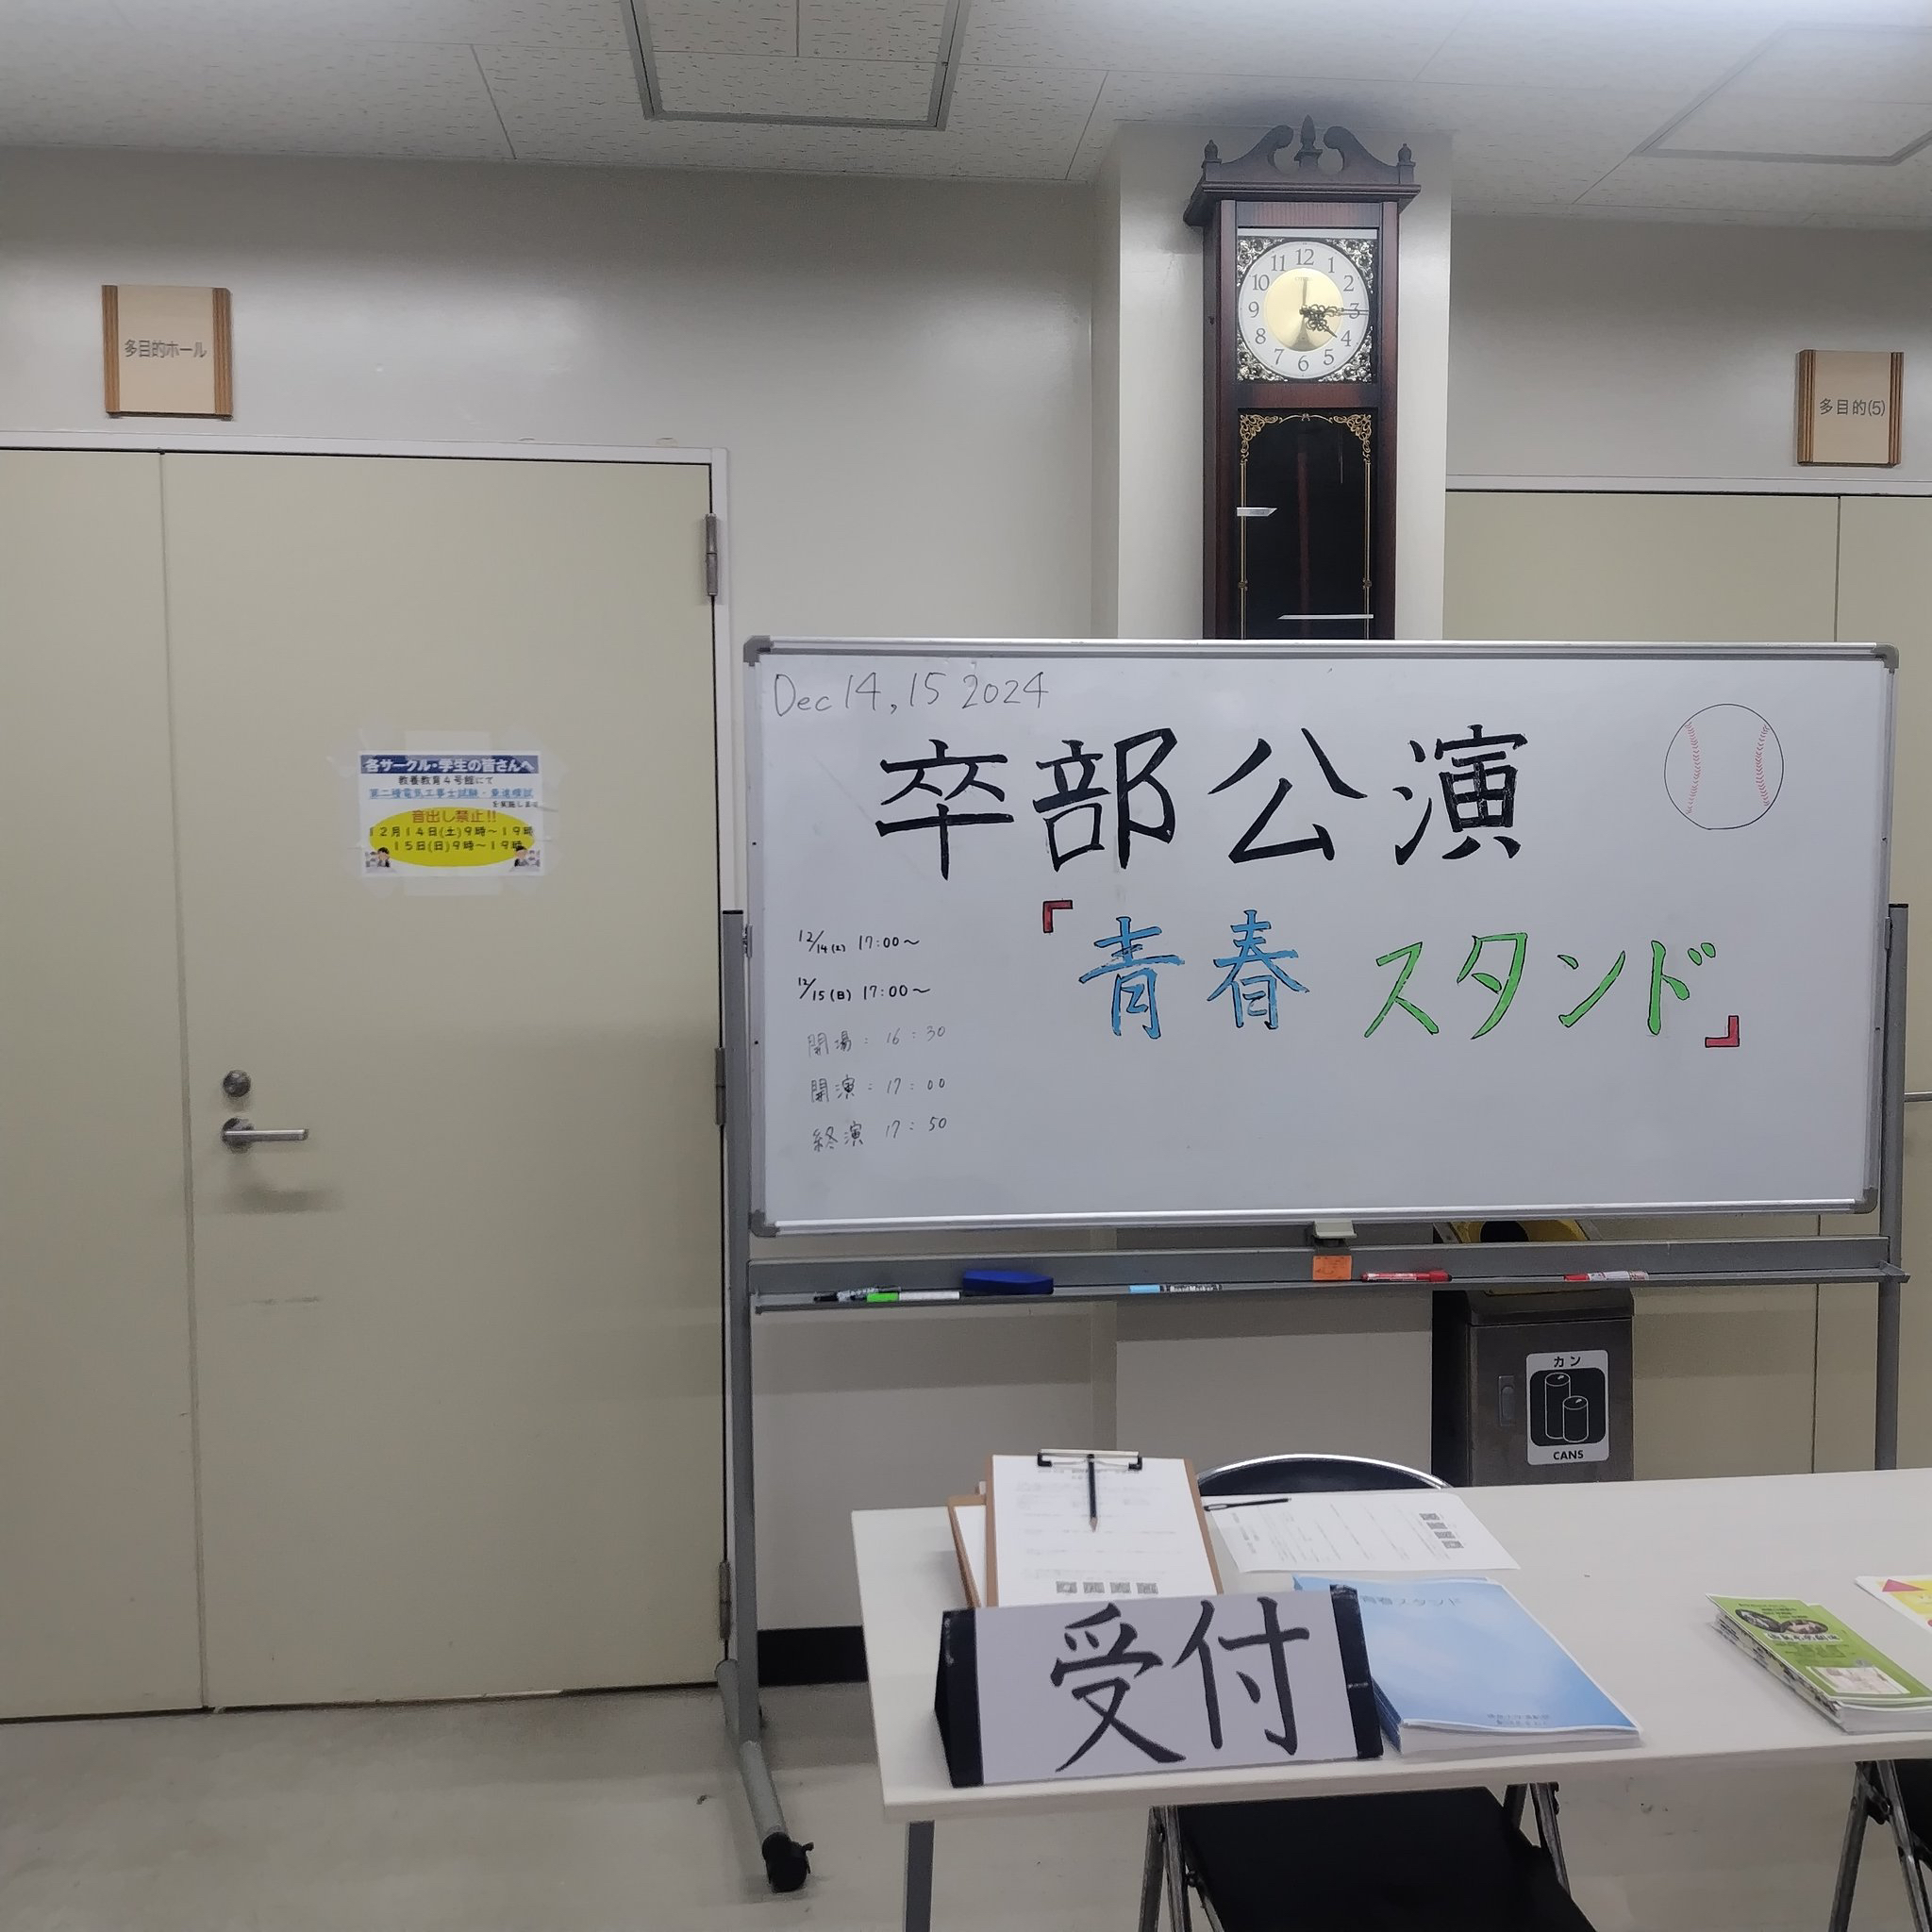 多目的ホール
多目的(5)
12
1
2
3
4
5
6
7
8
9
10
11
各サークル・学生の皆さんへ
教養教育4号館にて
第二種電気工事士試験・
を実施します
音出し禁止!!
12月14日(土)9時～19時
15日(日)9時～19時
Dec 14, 15 2024
卒部公演
『青春スタンド』
12/14(土) 17:00～
12/15(日) 17:00～
開場: 16:30
開演: 17:00
終演 17:50
カン
CANS
受付
青春スタンド